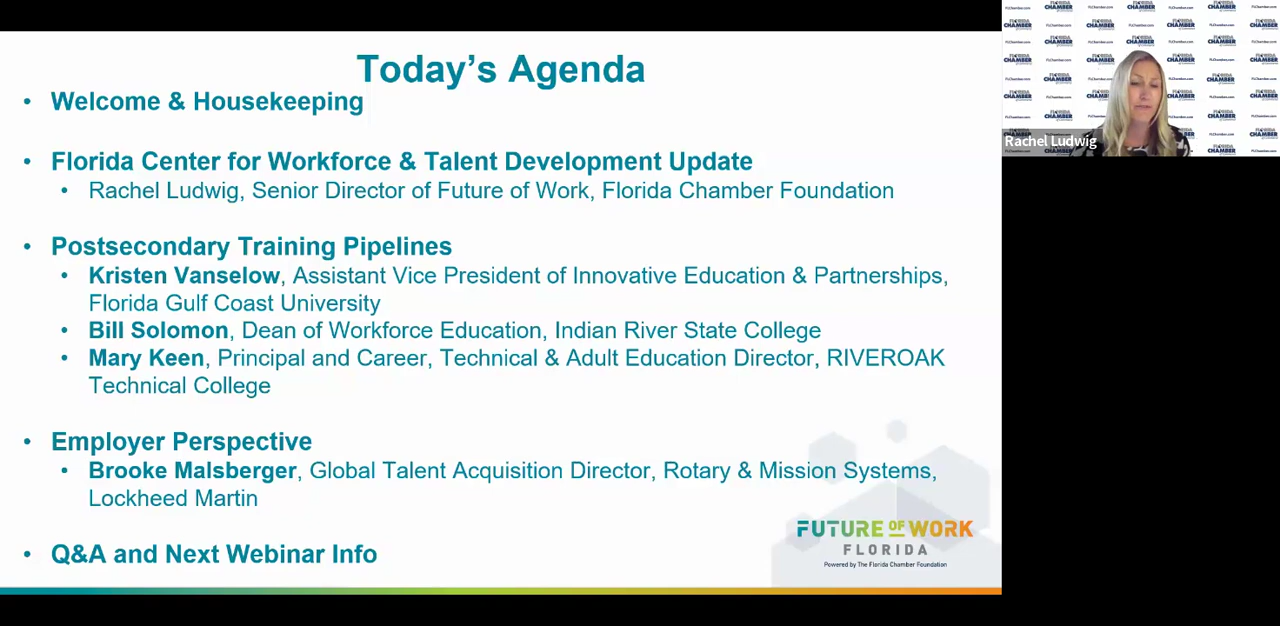 Today's Agenda
• Welcome & Housekeeping
• Florida Center for Workforce & Talent Development Update
• Rachel Ludwig, Senior Director of Future of Work, Florida Chamber Foundation
• Postsecondary Training Pipelines
• Kristen Vanselow, Assistant Vice President of Innovative Education & Partnerships,
Florida Gulf Coast University
• Bill Solomon, Dean of Workforce Education, Indian River State College
• Mary Keen, Principal and Career, Technical & Adult Education Director, RIVEROAK
Technical College
• Employer Perspective
• Brooke Malsberger, Global Talent Acquisition Director, Rotary & Mission Systems,
Lockheed Martin
• Q&A and Next Webinar Info
FUTURE OF WORK
FLORIDA
Powered by The Florida Chamber Foundation
FLORIDA
CHAMBER
FLChamber.com
Rachel Ludwig